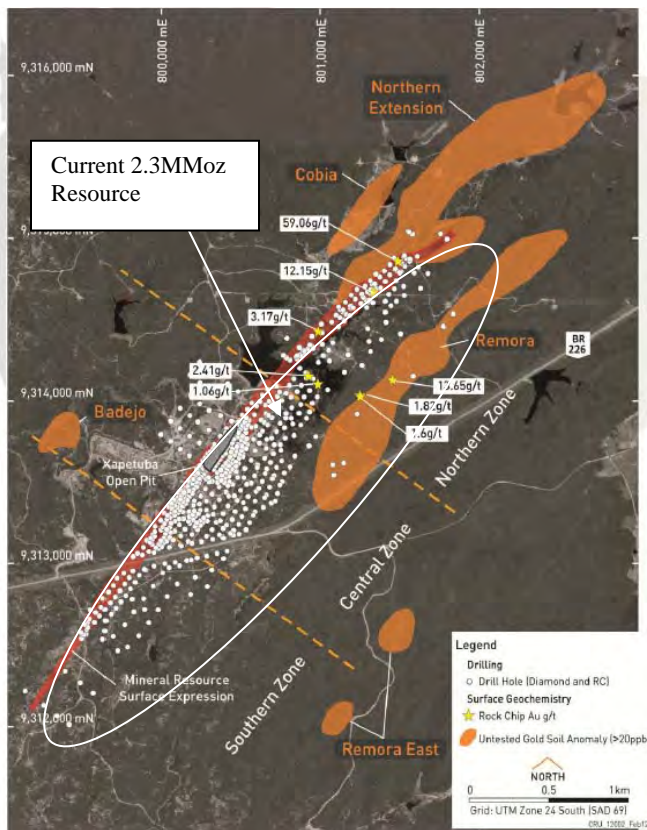 800,000 mE
801,000 mE
802,000 mE
9,316,000 mN
Northern
Extension
Current 2.3MMoz
Resource
Cobia
59.06g/t
12.15g/t
3.17g/t
Remora
BR
226
2.41g/t
1.06g/t
9,314,000 mN
1.82g/t
Badejo
Xapetuba
Open Pit
Northern Zone
9,313,000 mN
Central Zone
Mineral Resource
Surface Expression
Southern Zone
9,312,000 mN
Remora East
Legend
Drilling
Drill Hole (Diamond and RC)
Surface Geochemistry
Rock Chip Au g/t
Untested Gold Soil Anomaly (>20ppb
NORTH
0 0.5 1km
Grid: UTM Zone 24 South (SAD 69)